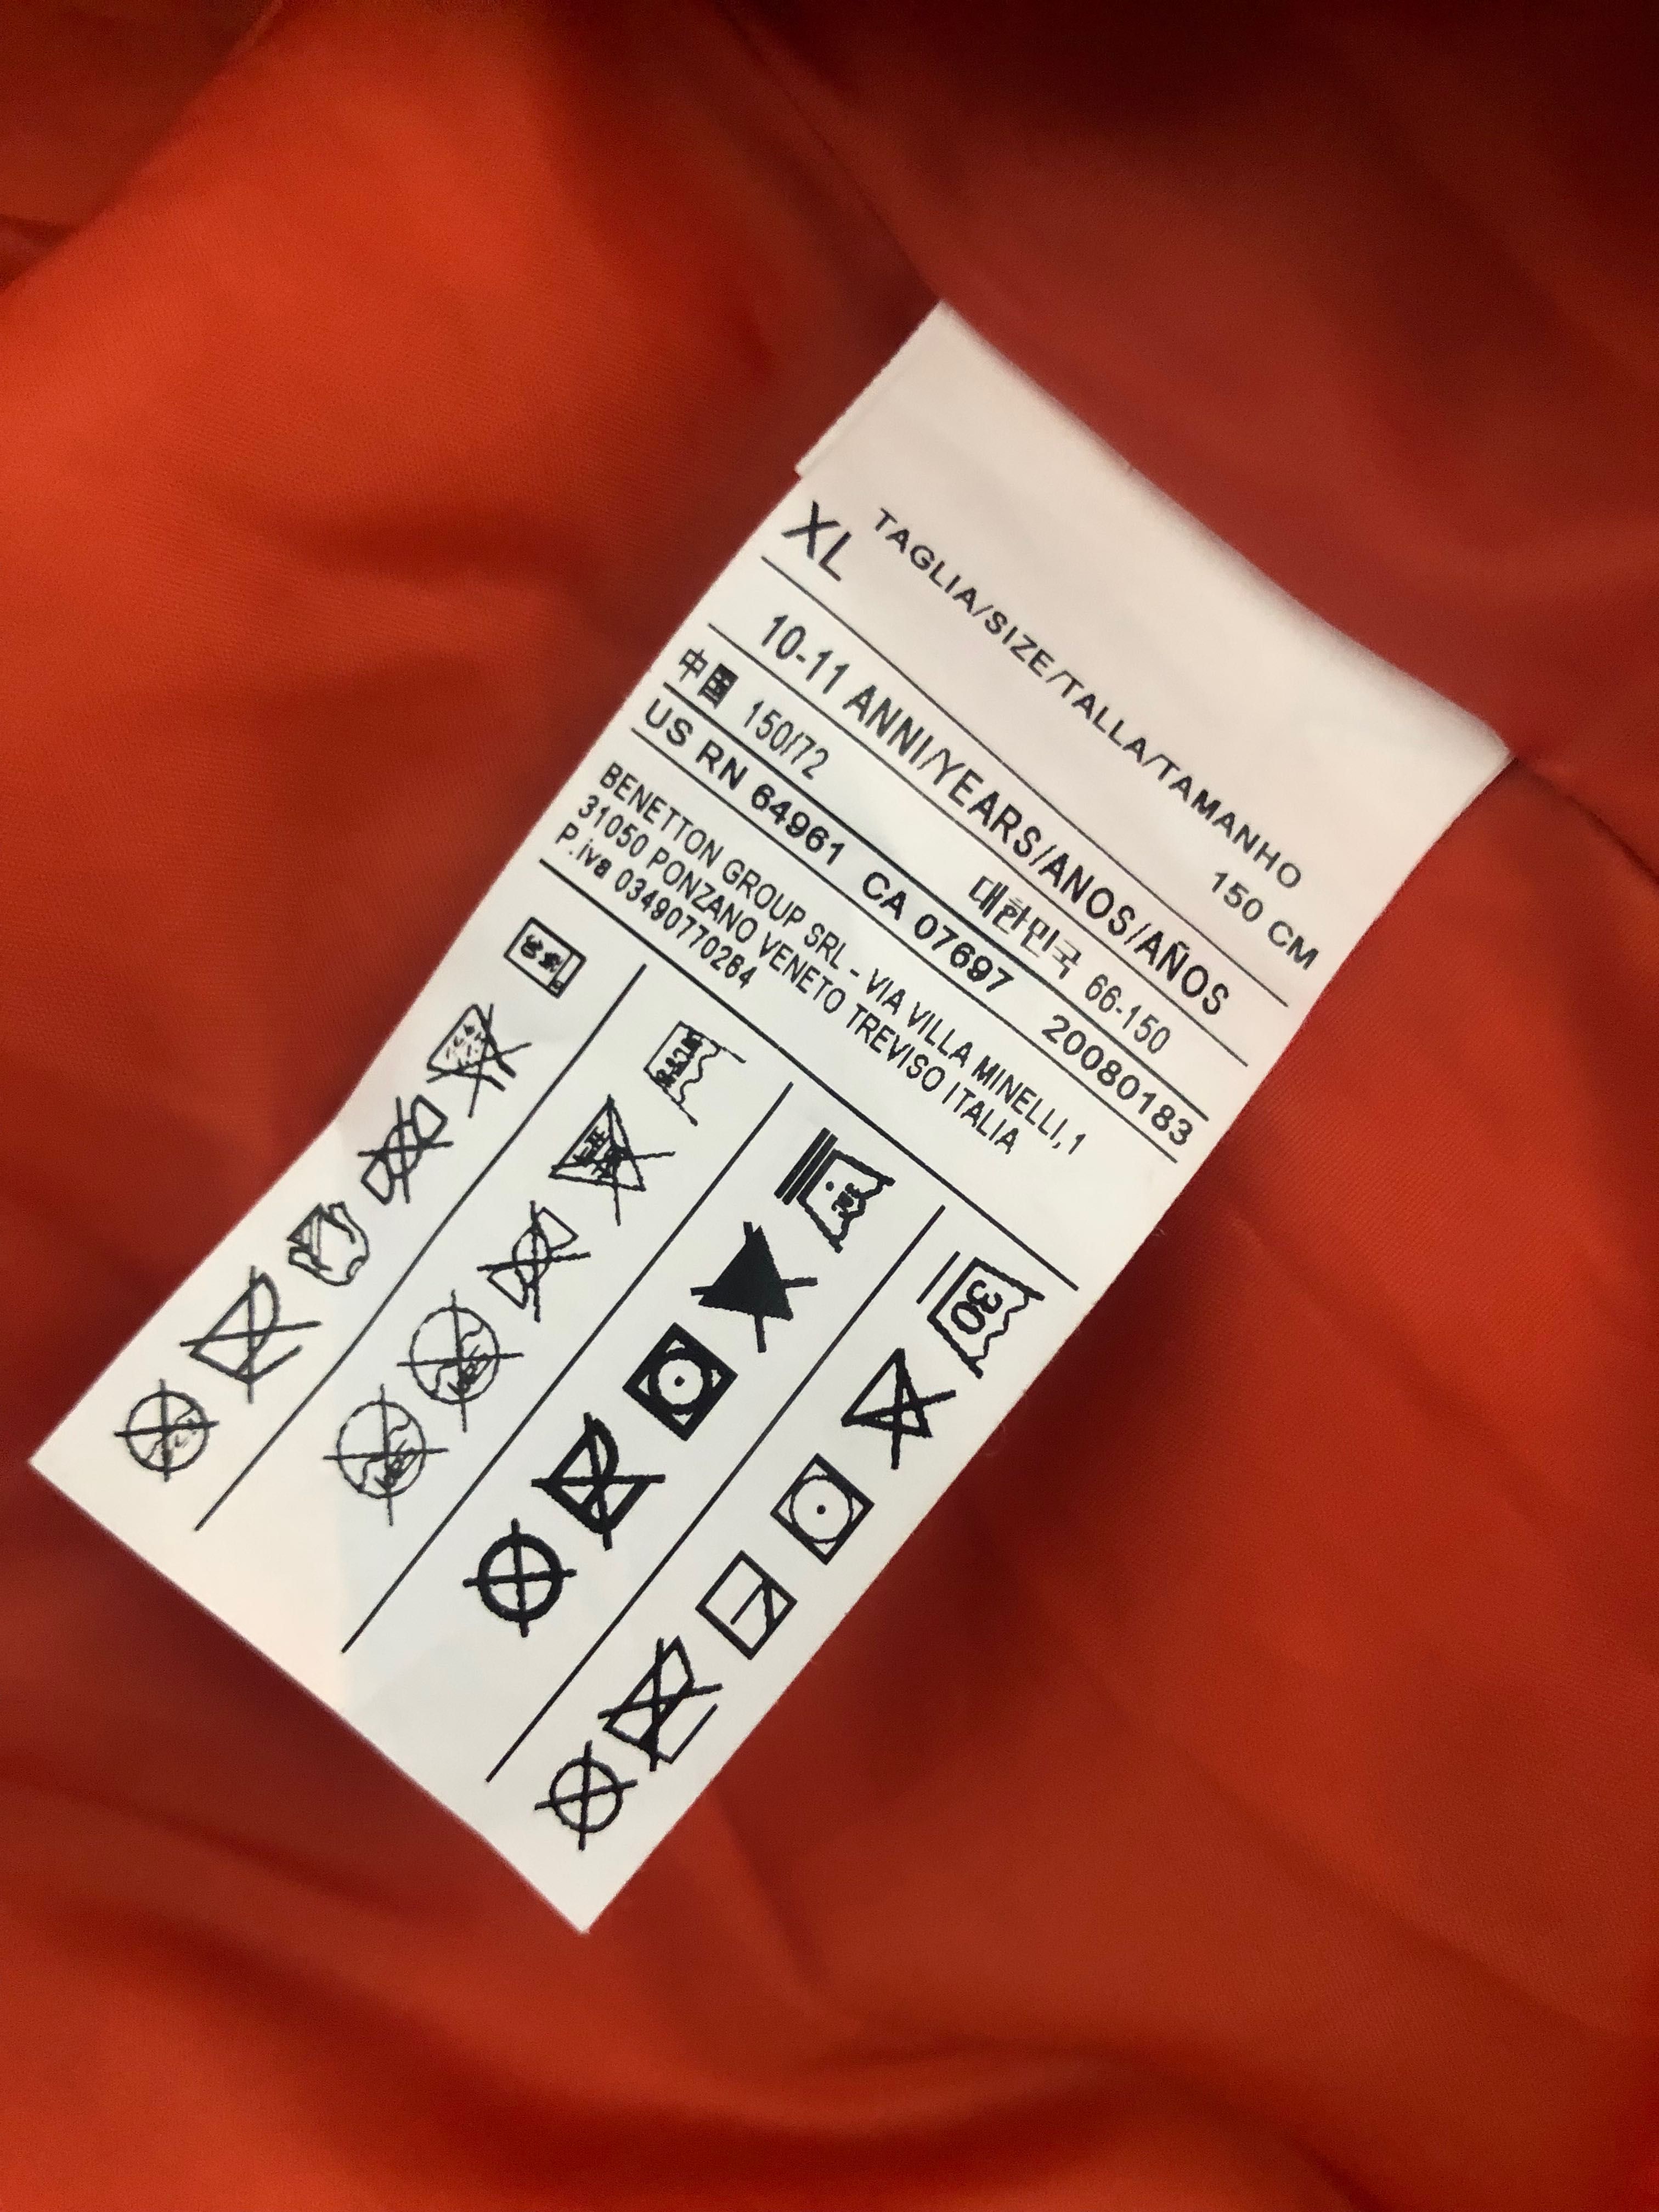 TAGLIA/SIZE/TALLA/TAMANHO
XL 150 CM
10-11 ANNI/YEARS/ANOS/AÑOS
中国 150/72 대한민국 66-150
US RN 64961 CA 07697 20080183
BENETTON GROUP SRL - VIA VILLA MINELLI,1
31050 PONZANO VENETO TREVISO ITALIA
P.iva 03490770264
30